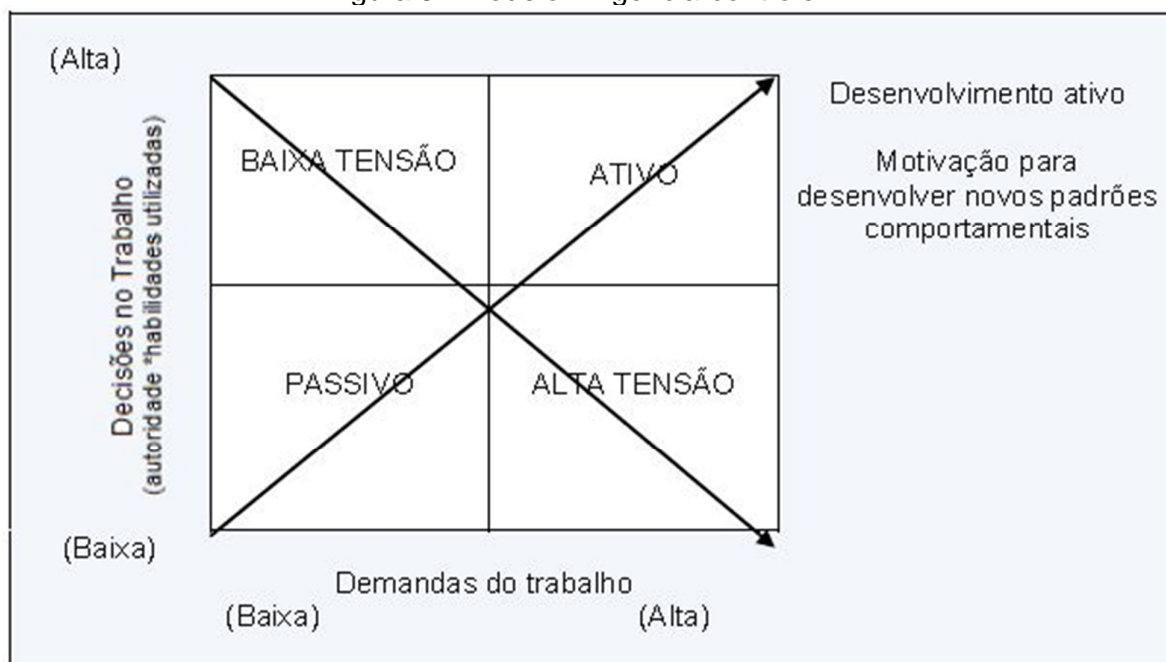 (Alta)
Desenvolvimento ativo
Motivação para
desenvolver novos padrões
comportamentais
BAIXA TENSÃO
ATIVO
Decisões no Trabalho
(autoridade *habilidades utilizadas)
PASSIVO
ALTA TENSÃO
(Baixa)
Demandas do trabalho
(Baixa)
(Alta)